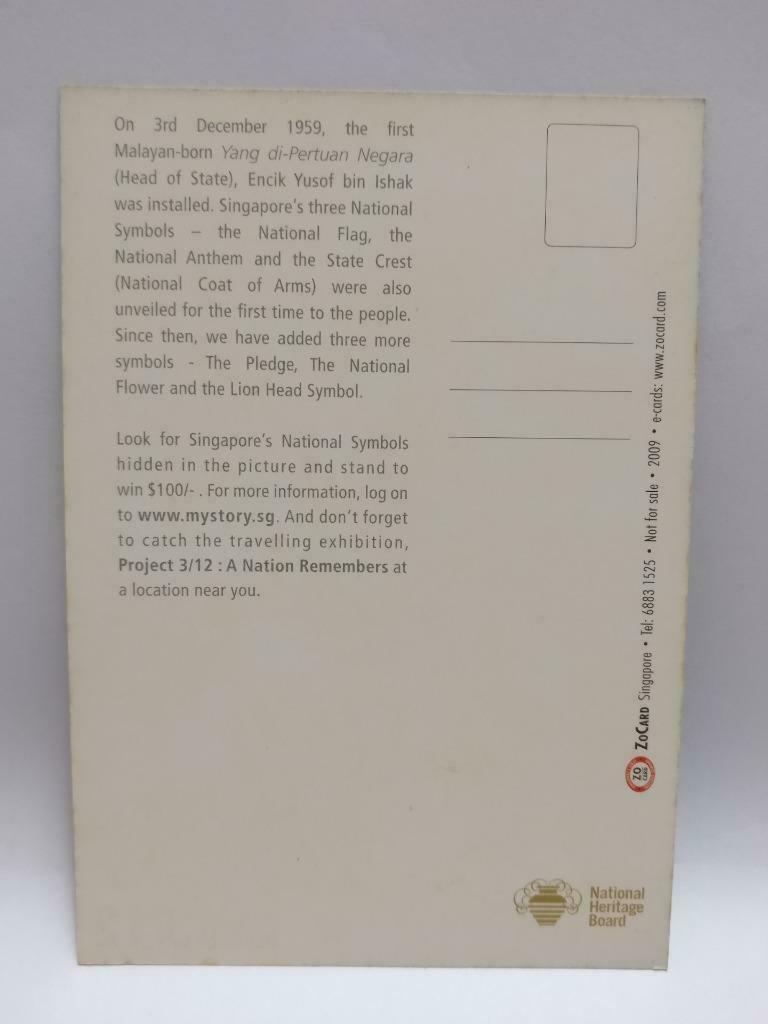 On 3rd December 1959, the first
Malayan-born Yang di-Pertuan Negara
(Head of State), Encik Yusof bin Ishak
was installed. Singapore's three National
Symbols – the National Flag, the
National Anthem and the State Crest
(National Coat of Arms) were also
unveiled for the first time to the people.
Since then, we have added three more
symbols - The Pledge, The National
Flower and the Lion Head Symbol.
Look for Singapore's National Symbols
hidden in the picture and stand to
win $100/- . For more information, log on
to www.mystory.sg. And don't forget
to catch the travelling exhibition,
Project 3/12 : A Nation Remembers at
a location near you.
ZO CARD
ZOCARD Singapore • Tel: 6883 1525 • Not for sale • 2009 • e-cards: www.zocard.com
National
Heritage
Board